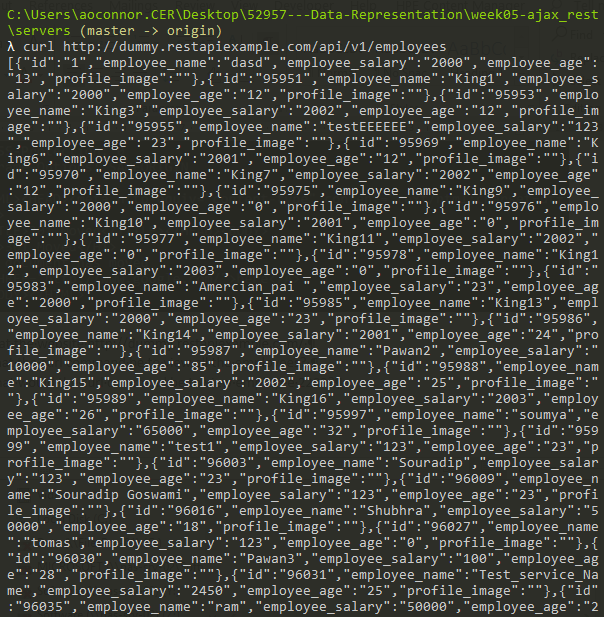 C:\Users\aoconnor.CER\Desktop\52957---Data-Representation\week05-ajax_rest
\servers (master -> origin)
λ curl http://dummy.restapiexample.com/api/v1/employees
[{"id":"1","employee_name":"dasd","employee_salary":"2000","employee_age":
"13","profile_image":""},{"id":"95951","employee_name":"King1","employee_s
alary":"2000","employee_age":"12","profile_image":""},{"id":"95953","emplo
yee_name":"King3","employee_salary":"2002","employee_age":"12","profile_im
age":""},{"id":"95955","employee_name":"testEEEEEE","employee_salary":"123
","employee_age":"23","profile_image":""},{"id":"95969","employee_name":"K
ing6","employee_salary":"2001","employee_age":"12","profile_image":""},{"i
d":"95970","employee_name":"King7","employee_salary":"2002","employee_age"
:"12","profile_image":""},{"id":"95975","employee_name":"King9","employee_
salary":"2000","employee_age":"0","profile_image":""},{"id":"95976","emplo
yee_name":"King10","employee_salary":"2001","employee_age":"0","profile_im
age":""},{"id":"95977","employee_name":"King11","employee_salary":"2002","
employee_age":"0","profile_image":""},{"id":"95978","employee_name":"King1
2","employee_salary":"2003","employee_age":"0","profile_image":""},{"id":"
95983","employee_name":"Amercian_pai ","employee_salary":"23","employee_ag
e":"2000","profile_image":""},{"id":"95985","employee_name":"King13","empl
oyee_salary":"2000","employee_age":"23","profile_image":""},{"id":"95986",
"employee_name":"King14","employee_salary":"2001","employee_age":"24","pro
file_image":""},{"id":"95987","employee_name":"Pawan2","employee_salary":"
10000","employee_age":"85","profile_image":""},{"id":"95988","employee_nam
e":"King15","employee_salary":"2002","employee_age":"25","profile_image":"
"},{"id":"95989","employee_name":"King16","employee_salary":"2003","employ
ee_age":"26","profile_image":""},{"id":"95997","employee_name":"soumya","e
mployee_salary":"65000","employee_age":"32","profile_image":""},{"id":"959
99","employee_name":"test1","employee_salary":"123","employee_age":"23","p
rofile_image":""},{"id":"96003","employee_name":"Souradip","employee_salar
y":"123","employee_age":"23","profile_image":""},{"id":"96009","employee_n
ame":"Souradip Goswami","employee_salary":"123","employee_age":"23","profi
le_image":""},{"id":"96016","employee_name":"Shubhra","employee_salary":"5
0000","employee_age":"18","profile_image":""},{"id":"96027","employee_name
":"tomas","employee_salary":"123","employee_age":"0","profile_image":""},{
"id":"96030","employee_name":"Pawan3","employee_salary":"100","employee_ag
e":"28","profile_image":""},{"id":"96031","employee_name":"Test_service_Na
me","employee_salary":"2450","employee_age":"25","profile_image":""},{"id"
:"96035","employee_name":"ram","employee_salary":"50000","employee_age":"2